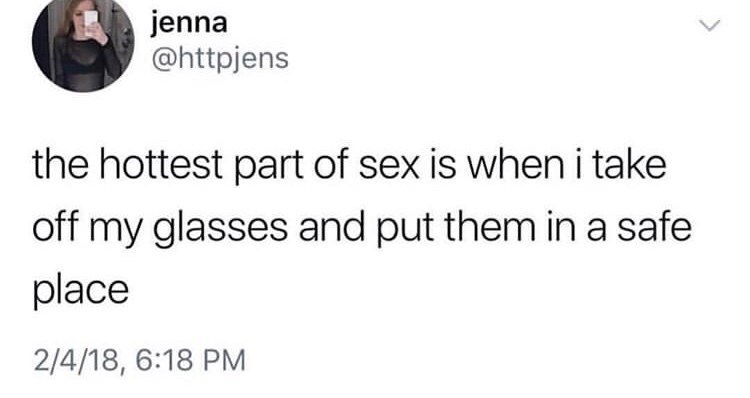 jenna
@httpjens
the hottest part of sex is when i take
off my glasses and put them in a safe
place
2/4/18, 6:18 PM